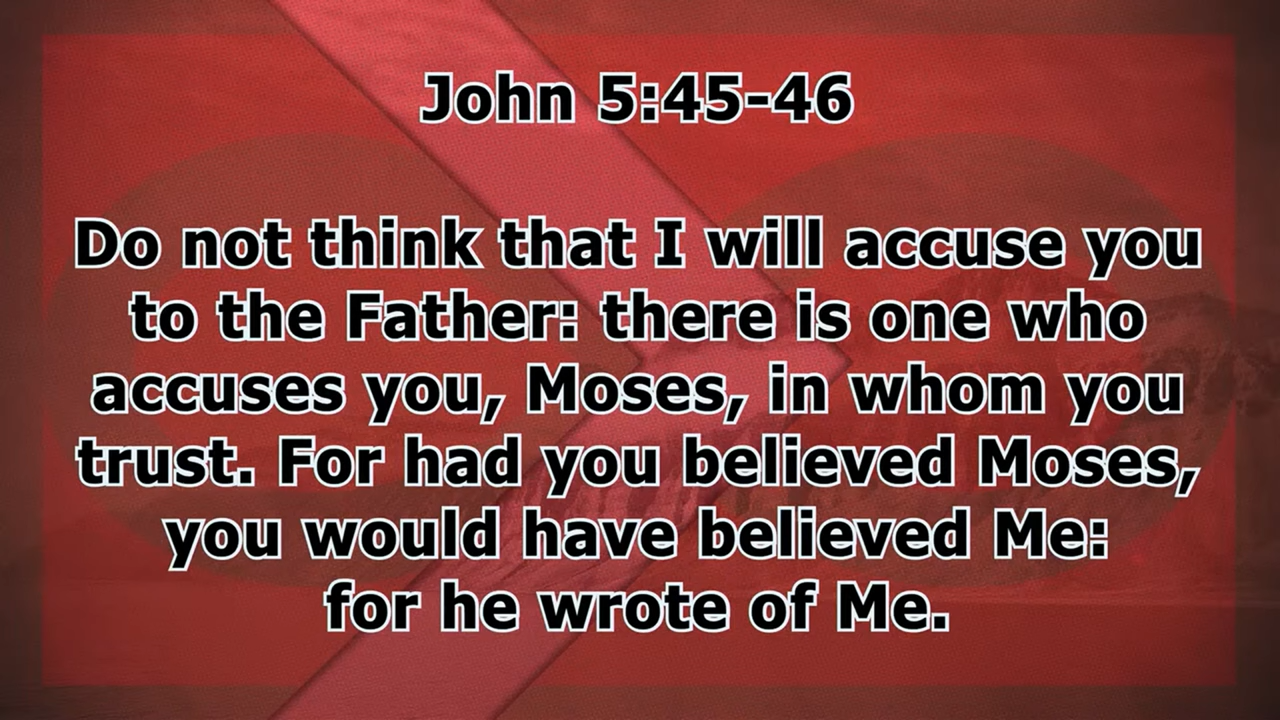 John 5:45-46
Do not think that I will accuse you
to the Father: there is one who
accuses you, Moses, in whom you
trust. For had you believed Moses,
you would have believed Me:
for he wrote of Me.